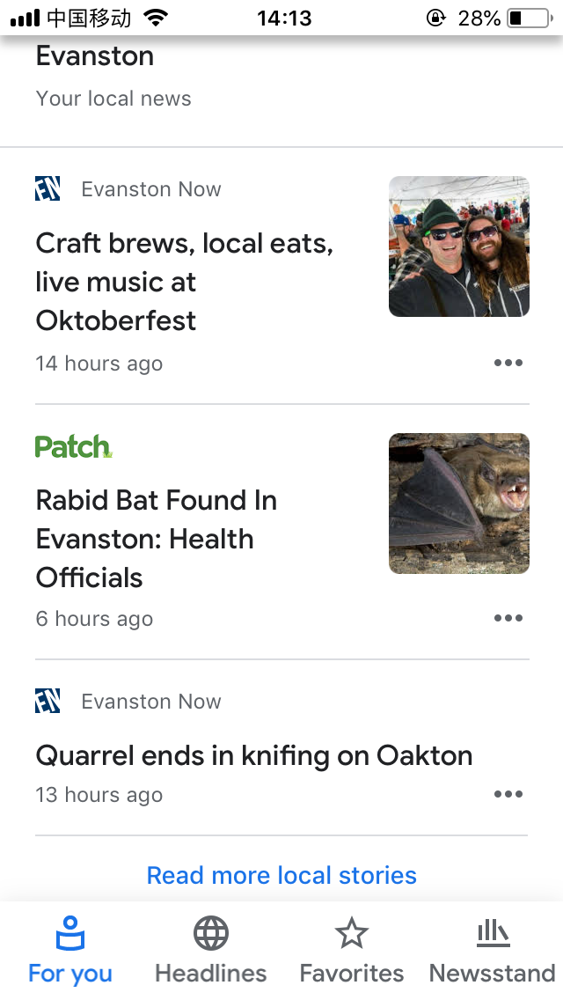 中国移动 14:13 28%
Evanston
Your local news
EN Evanston Now
Craft brews, local eats,
live music at
Oktoberfest
14 hours ago
Patch
Rabid Bat Found In
Evanston: Health
Officials
6 hours ago
EN Evanston Now
Quarrel ends in knifing on Oakton
13 hours ago
Read more local stories
For you Headlines Favorites Newsstand